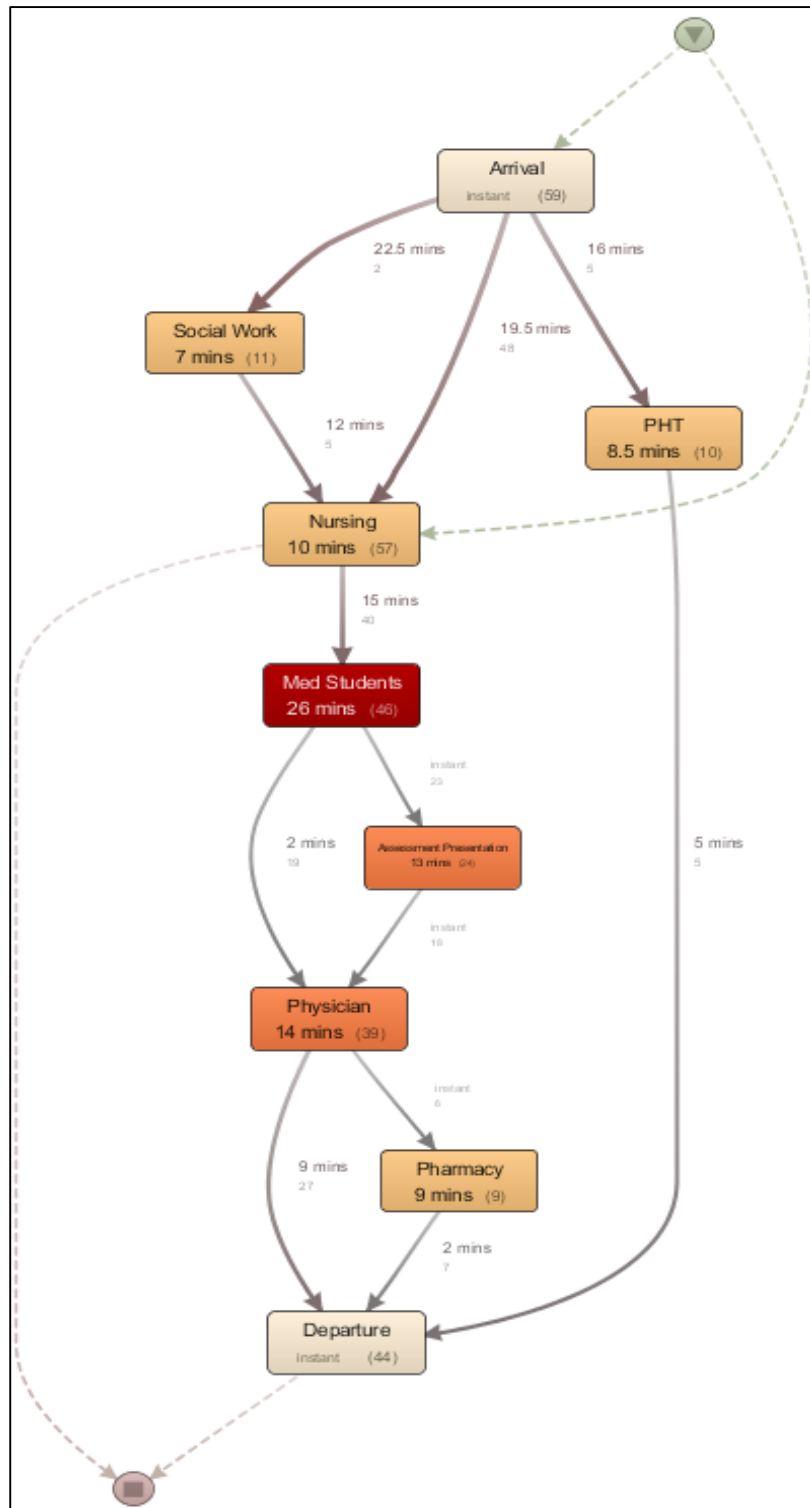 Arrival
instant (59)
22.5 mins
2
16 mins
5
Social Work
7 mins (11)
19.5 mins
48
12 mins
5
PHT
8.5 mins (10)
Nursing
10 mins (57)
15 mins
40
Med Students
26 mins (46)
instant
23
2 mins
19
Assessment Presentation
13 mins (24)
5 mins
5
instant
18
Physician
14 mins (39)
instant
6
9 mins
27
Pharmacy
9 mins (9)
2 mins
7
Departure
instant (44)